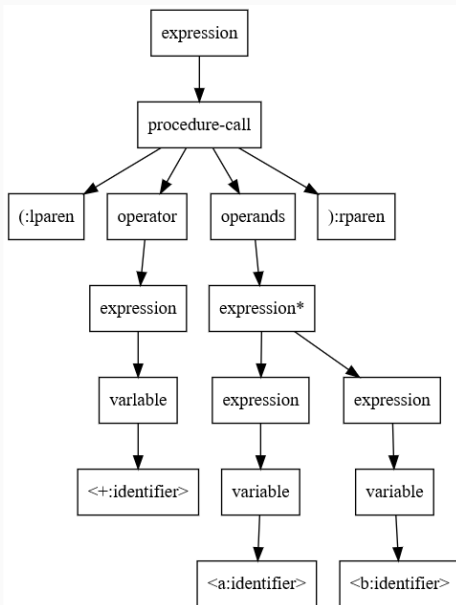 expression
procedure-call
(:lparen
operator
operands
):rparen
expression
expression*
varlable
expression
expression
<+:identifier>
variable
variable
<a:identifier>
<b:identifier>